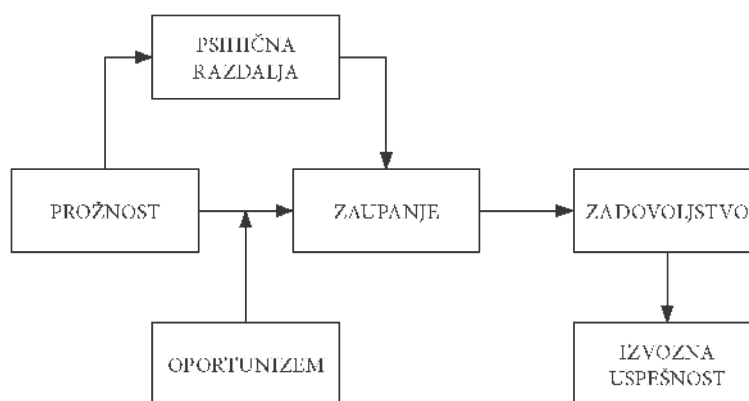 PSIHIČNA
RAZDALJA
PROŽNOST
ZAUPANJE
ZADOVOLJSTVO
OPORTUNIZEM
IZVOZNA
USPEŠNOST